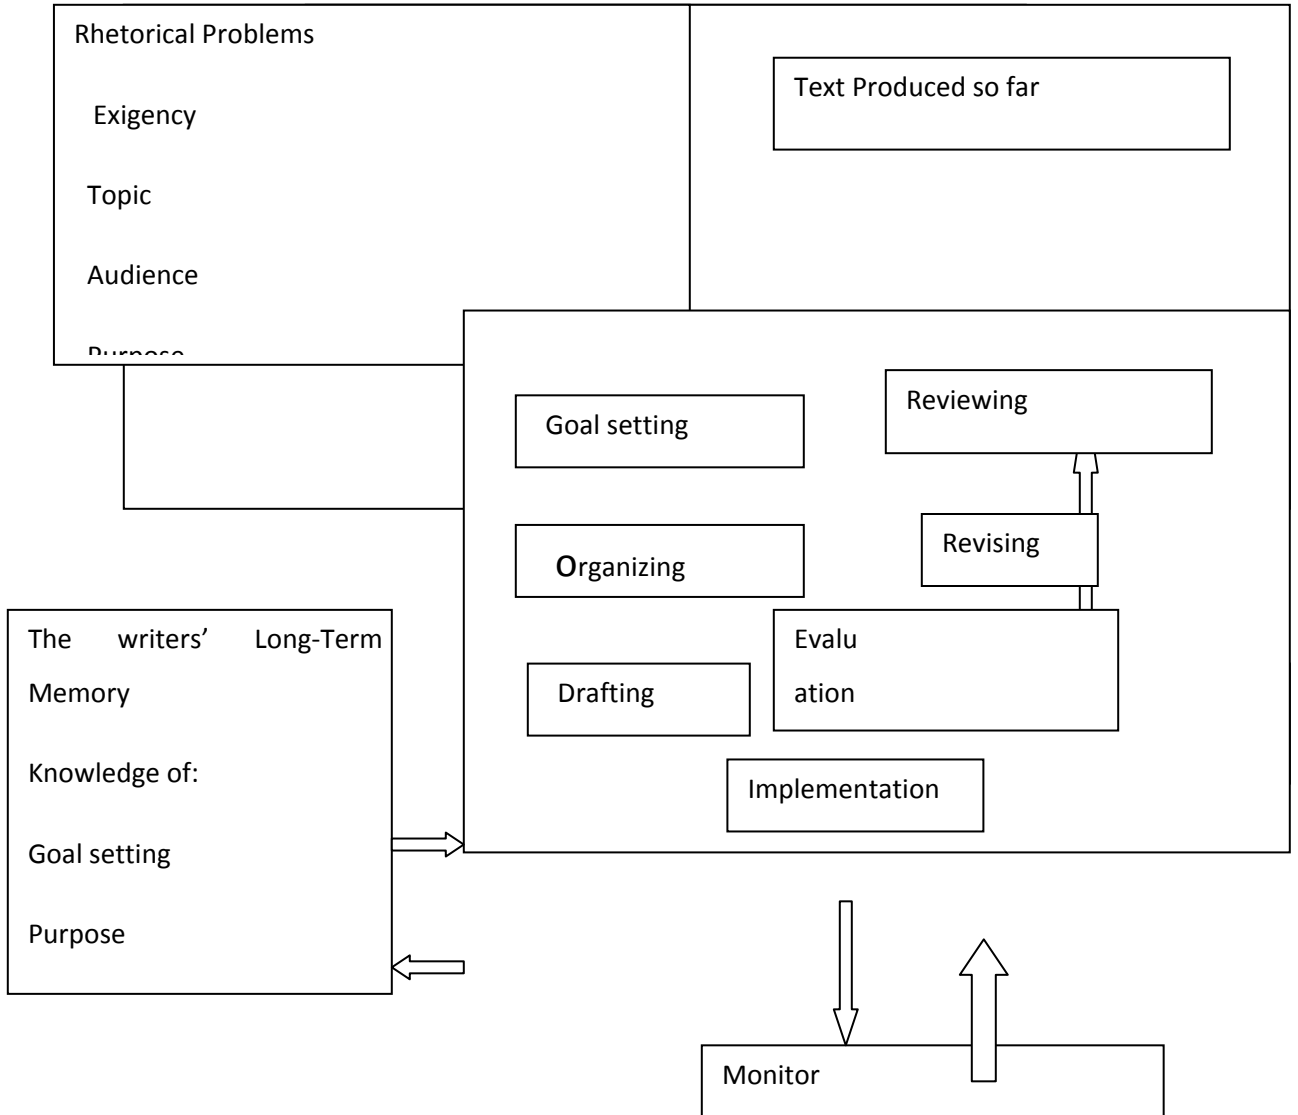 Rhetorical Problems
Exigency
Topic
Audience
Purpose
Text Produced so far
Goal setting
Reviewing
Organizing
Revising
Drafting
Evalu
ation
Implementation
The writers’ Long-Term
Memory
Knowledge of:
Goal setting
Purpose
Monitor